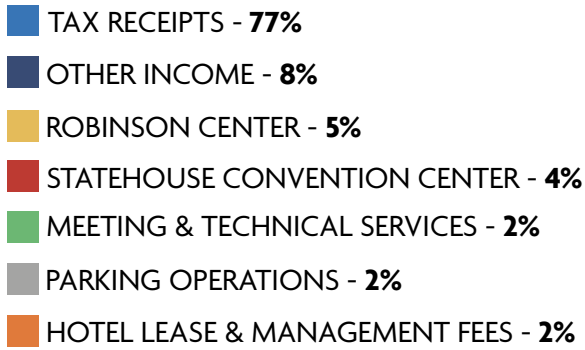 TAX RECEIPTS - 77%
OTHER INCOME - 8%
ROBINSON CENTER - 5%
STATEHOUSE CONVENTION CENTER - 4%
MEETING & TECHNICAL SERVICES - 2%
PARKING OPERATIONS - 2%
HOTEL LEASE & MANAGEMENT FEES - 2%